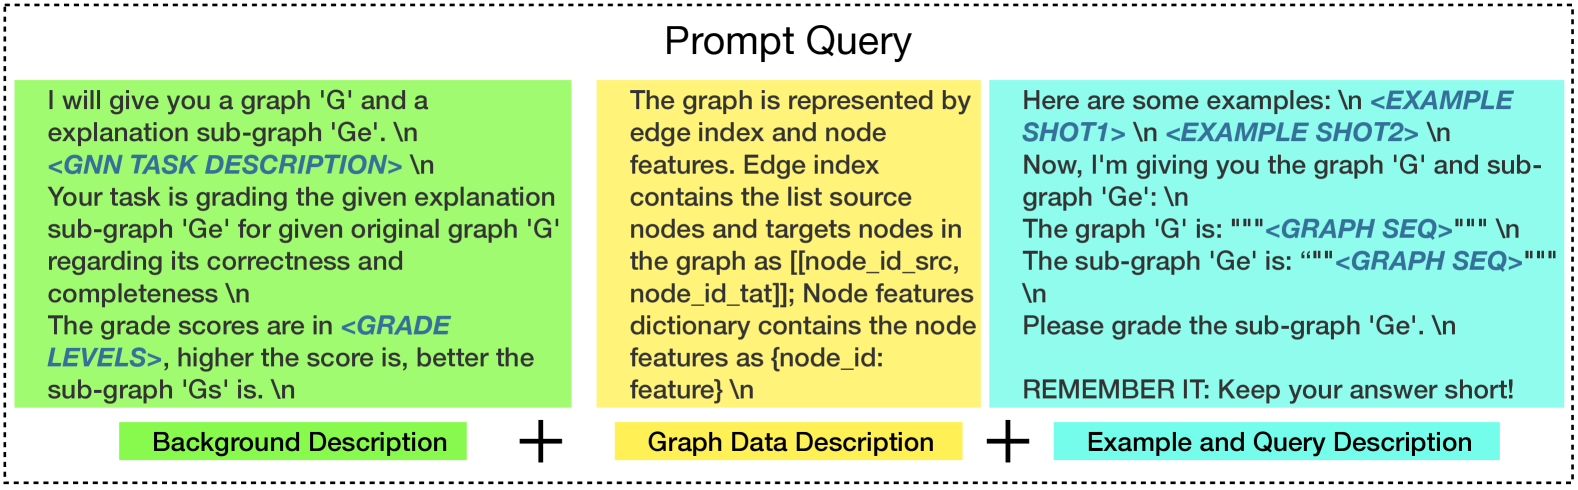 Prompt Query
I will give you a graph 'G' and a
explanation sub-graph 'Ge'. \n
<GNN TASK DESCRIPTION> \n
Your task is grading the given explanation
sub-graph 'Ge' for given original graph 'G'
regarding its correctness and
completeness \n
The grade scores are in <GRADE
LEVELS>, higher the score is, better the
sub-graph 'Gs' is. \n
Background Description
+
The graph is represented by
edge index and node
features. Edge index
contains the list source
nodes and targets nodes in
the graph as [[node_id_src,
node_id_tat]]; Node features
dictionary contains the node
features as {node_id:
feature} \n
Graph Data Description
+
Here are some examples: \n <EXAMPLE
SHOT1> \n <EXAMPLE SHOT2> \n
Now, I'm giving you the graph 'G' and sub-
graph 'Ge': \n
The graph 'G' is: """<GRAPH SEQ>""" \n
The sub-graph 'Ge' is: “""<GRAPH SEQ>"""
\n
Please grade the sub-graph 'Ge'. \n
REMEMBER IT: Keep your answer short!
Example and Query Description